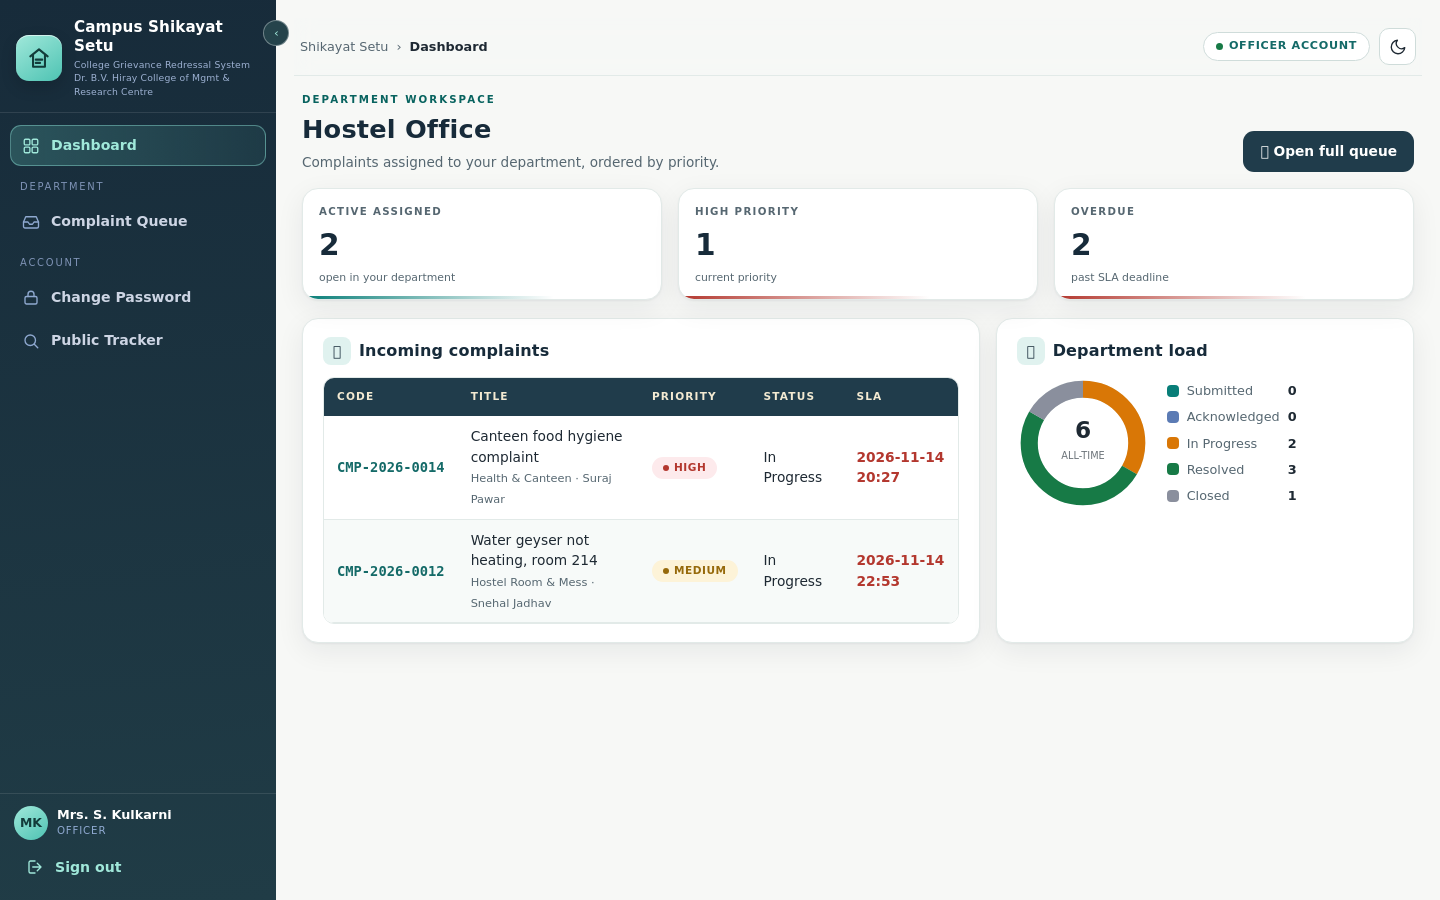 Campus Shikayat
Setu
College Grievance Redressal System
Dr. B.V. Hiray College of Mgmt &
Research Centre
Dashboard
DEPARTMENT
Complaint Queue
ACCOUNT
Change Password
Public Tracker
MK
Mrs. S. Kulkarni
OFFICER
Sign out
Shikayat Setu › Dashboard
OFFICER ACCOUNT
DEPARTMENT WORKSPACE
Hostel Office
Complaints assigned to your department, ordered by priority.
Open full queue
ACTIVE ASSIGNED
2
open in your department
HIGH PRIORITY
1
current priority
OVERDUE
2
past SLA deadline
Incoming complaints
CODE TITLE PRIORITY STATUS SLA
CMP-2026-0014
Canteen food hygiene
complaint
Health & Canteen · Suraj
Pawar
HIGH
In
Progress
2026-11-14
20:27
CMP-2026-0012
Water geyser not
heating, room 214
Hostel Room & Mess ·
Snehal Jadhav
MEDIUM
In
Progress
2026-11-14
22:53
Department load
6
ALL-TIME
Submitted 0
Acknowledged 0
In Progress 2
Resolved 3
Closed 1